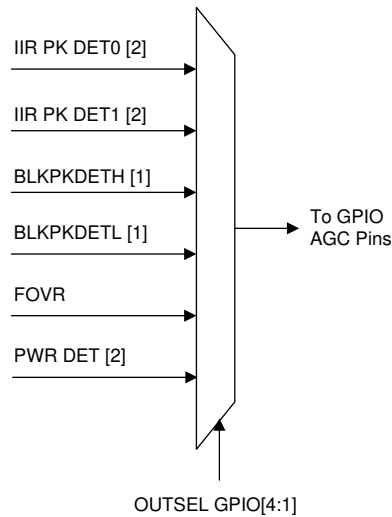 IIR PK DET0 [2]
IIR PK DET1 [2]
BLKPKDETH [1]
BLKPKDETL [1]
FOVR
PWR DET [2]
To GPIO
AGC Pins
OUTSEL GPIO[4:1]